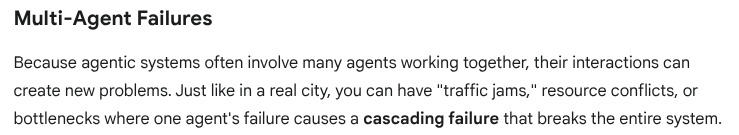 Multi-Agent Failures
Because agentic systems often involve many agents working together, their interactions can
create new problems. Just like in a real city, you can have "traffic jams," resource conflicts, or
bottlenecks where one agent's failure causes a cascading failure that breaks the entire system.